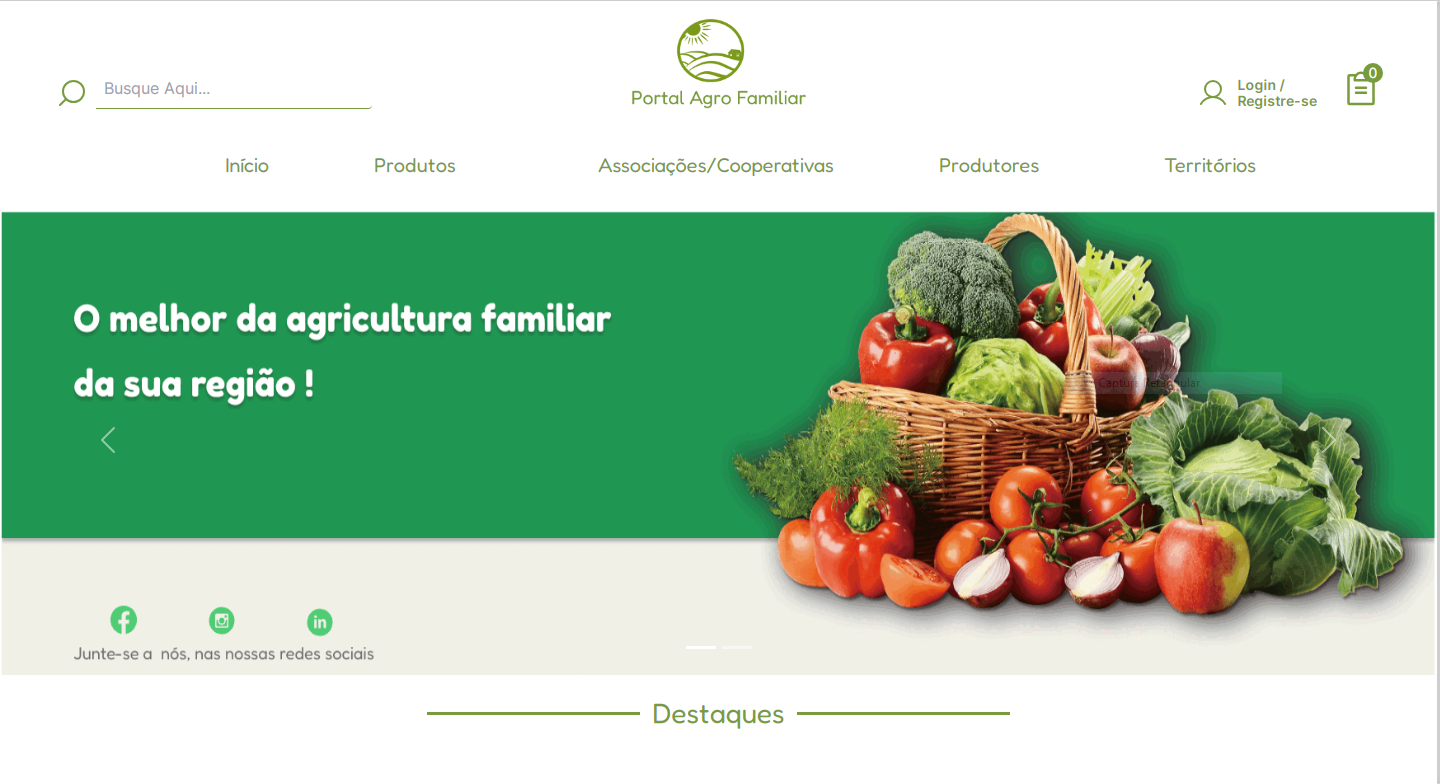 Busque Aqui...
Portal Agro Familiar
Login /
Registre-se
0
Início Produtos Associações/Cooperativas Produtores Territórios
O melhor da agricultura familiar
da sua região !
Junte-se a nós, nas nossas redes sociais
Destaques